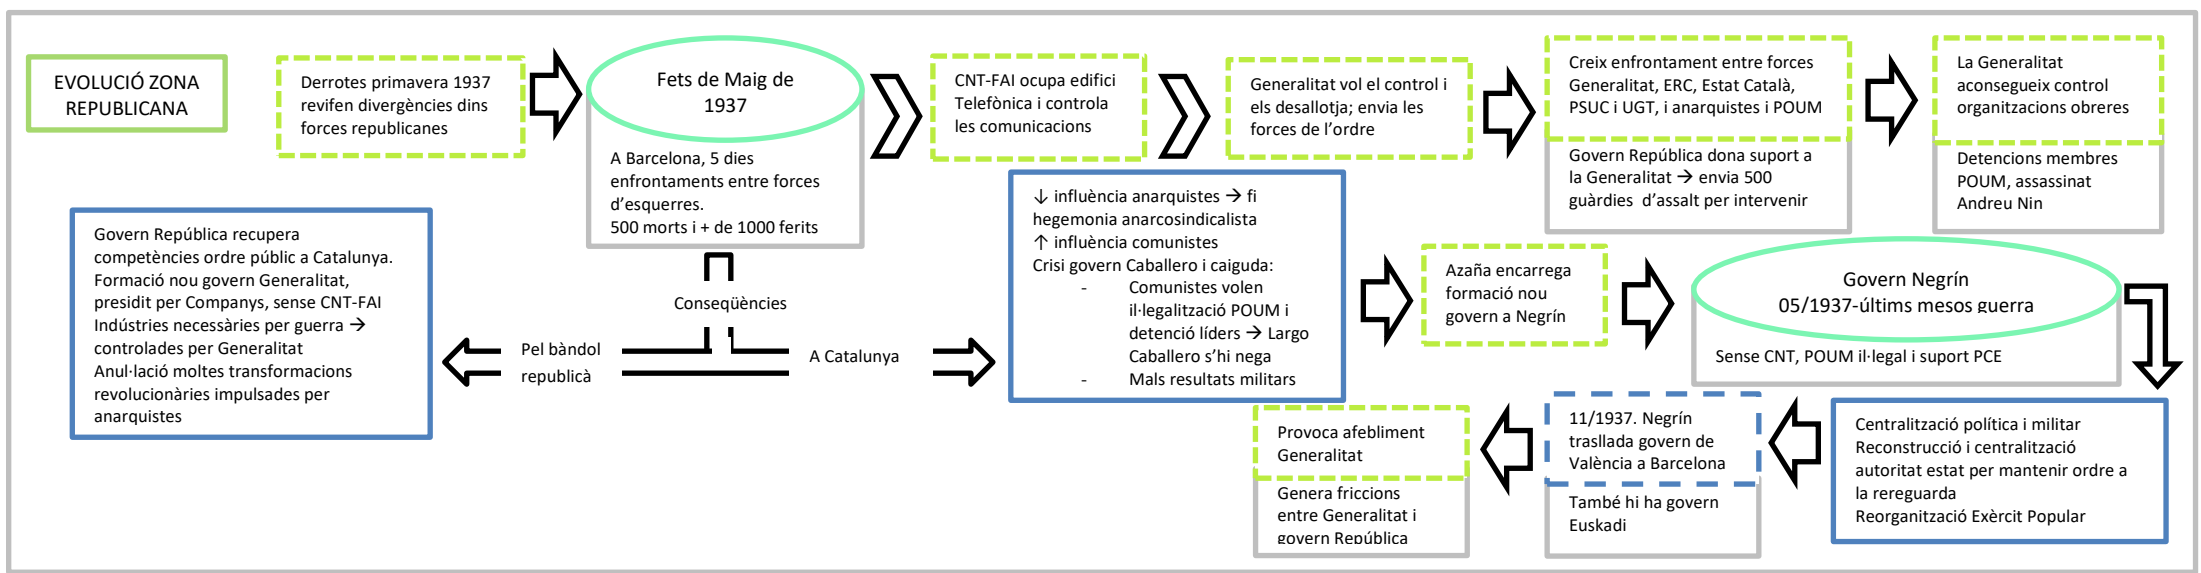 EVOLUCIÓ ZONA
REPUBLICANA
Derrotes primavera 1937
revifen divergències dins
forces republicanes
Fets de Maig de
1937
A Barcelona, 5 dies
enfrontaments entre forces
d’esquerres.
500 morts i + de 1000 ferits
CNT-FAI ocupa edifici
Telefònica i controla
les comunicacions
Generalitat vol el control i
els desallotja; envia les
forces de l’ordre
Creix enfrontament entre forces
Generalitat, ERC, Estat Català,
PSUC i UGT, i anarquistes i POUM
Govern República dona suport a
la Generalitat → envia 500
guàrdies d’assalt per intervenir
La Generalitat
aconsegueix control
organitzacions obreres
Detencions membres
POUM, assassinat
Andreu Nin
Conseqüències
Pel bàndol
republicà
A Catalunya
Govern República recupera
competències ordre públic a Catalunya.
Formació nou govern Generalitat,
presidit per Companys, sense CNT-FAI
Indústries necessàries per guerra →
controlades per Generalitat
Anul·lació moltes transformacions
revolucionàries impulsades per
anarquistes
↓ influència anarquistes → fi
hegemonia anarcosindicalista
↑ influència comunistes
Crisi govern Caballero i caiguda:
- Comunistes volen
il·legalització POUM i
detenció líders → Largo
Caballero s’hi nega
- Mals resultats militars
Azaña encarrega
formació nou
govern a Negrín
Govern Negrín
05/1937-últims mesos guerra
Sense CNT, POUM il·legal i suport PCE
Centralització política i militar
Reconstrucció i centralització
autoritat estat per mantenir ordre a
la rereguarda
Reorganització Exèrcit Popular
11/1937. Negrín
trasllada govern de
València a Barcelona
També hi ha govern
Euskadi
Provoca afebliment
Generalitat
Genera friccions
entre Generalitat i
govern República